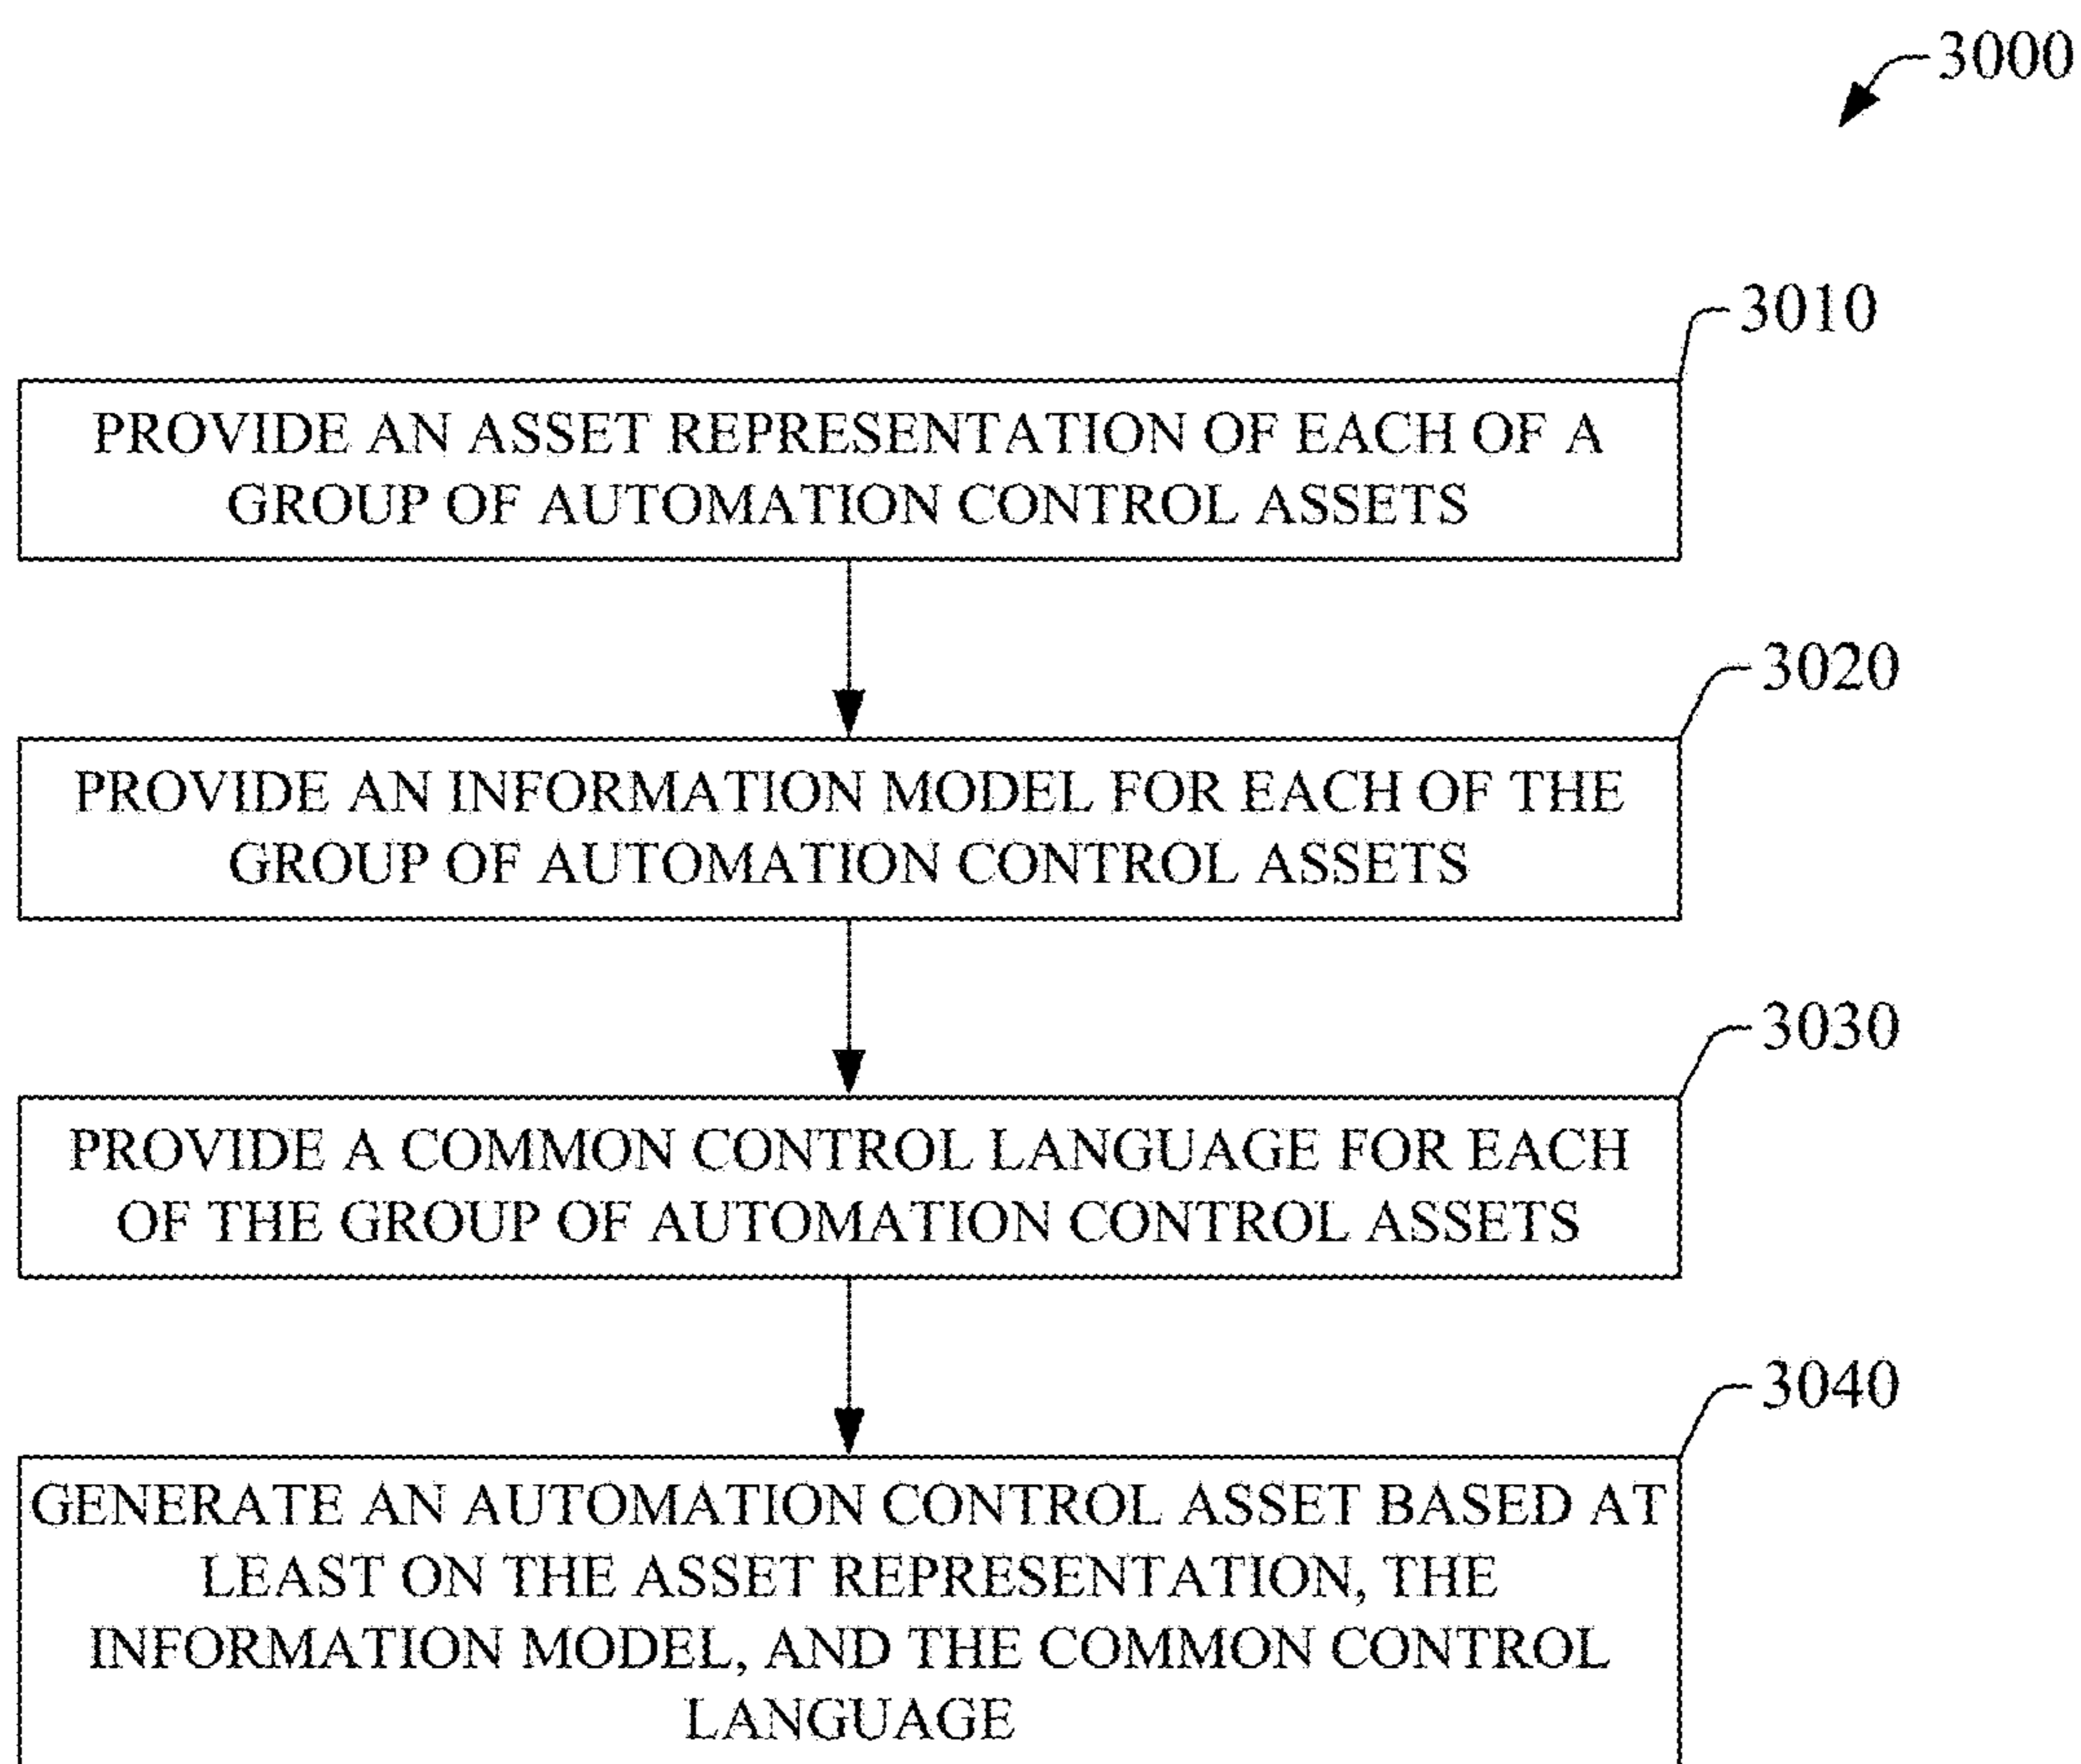 3000
3010
PROVIDE AN ASSET REPRESENTATION OF EACH OF A
GROUP OF AUTOMATION CONTROL ASSETS
3020
PROVIDE AN INFORMATION MODEL FOR EACH OF THE
GROUP OF AUTOMATION CONTROL ASSETS
3030
PROVIDE A COMMON CONTROL LANGUAGE FOR EACH
OF THE GROUP OF AUTOMATION CONTROL ASSETS
3040
GENERATE AN AUTOMATION CONTROL ASSET BASED AT
LEAST ON THE ASSET REPRESENTATION, THE
INFORMATION MODEL, AND THE COMMON CONTROL
LANGUAGE